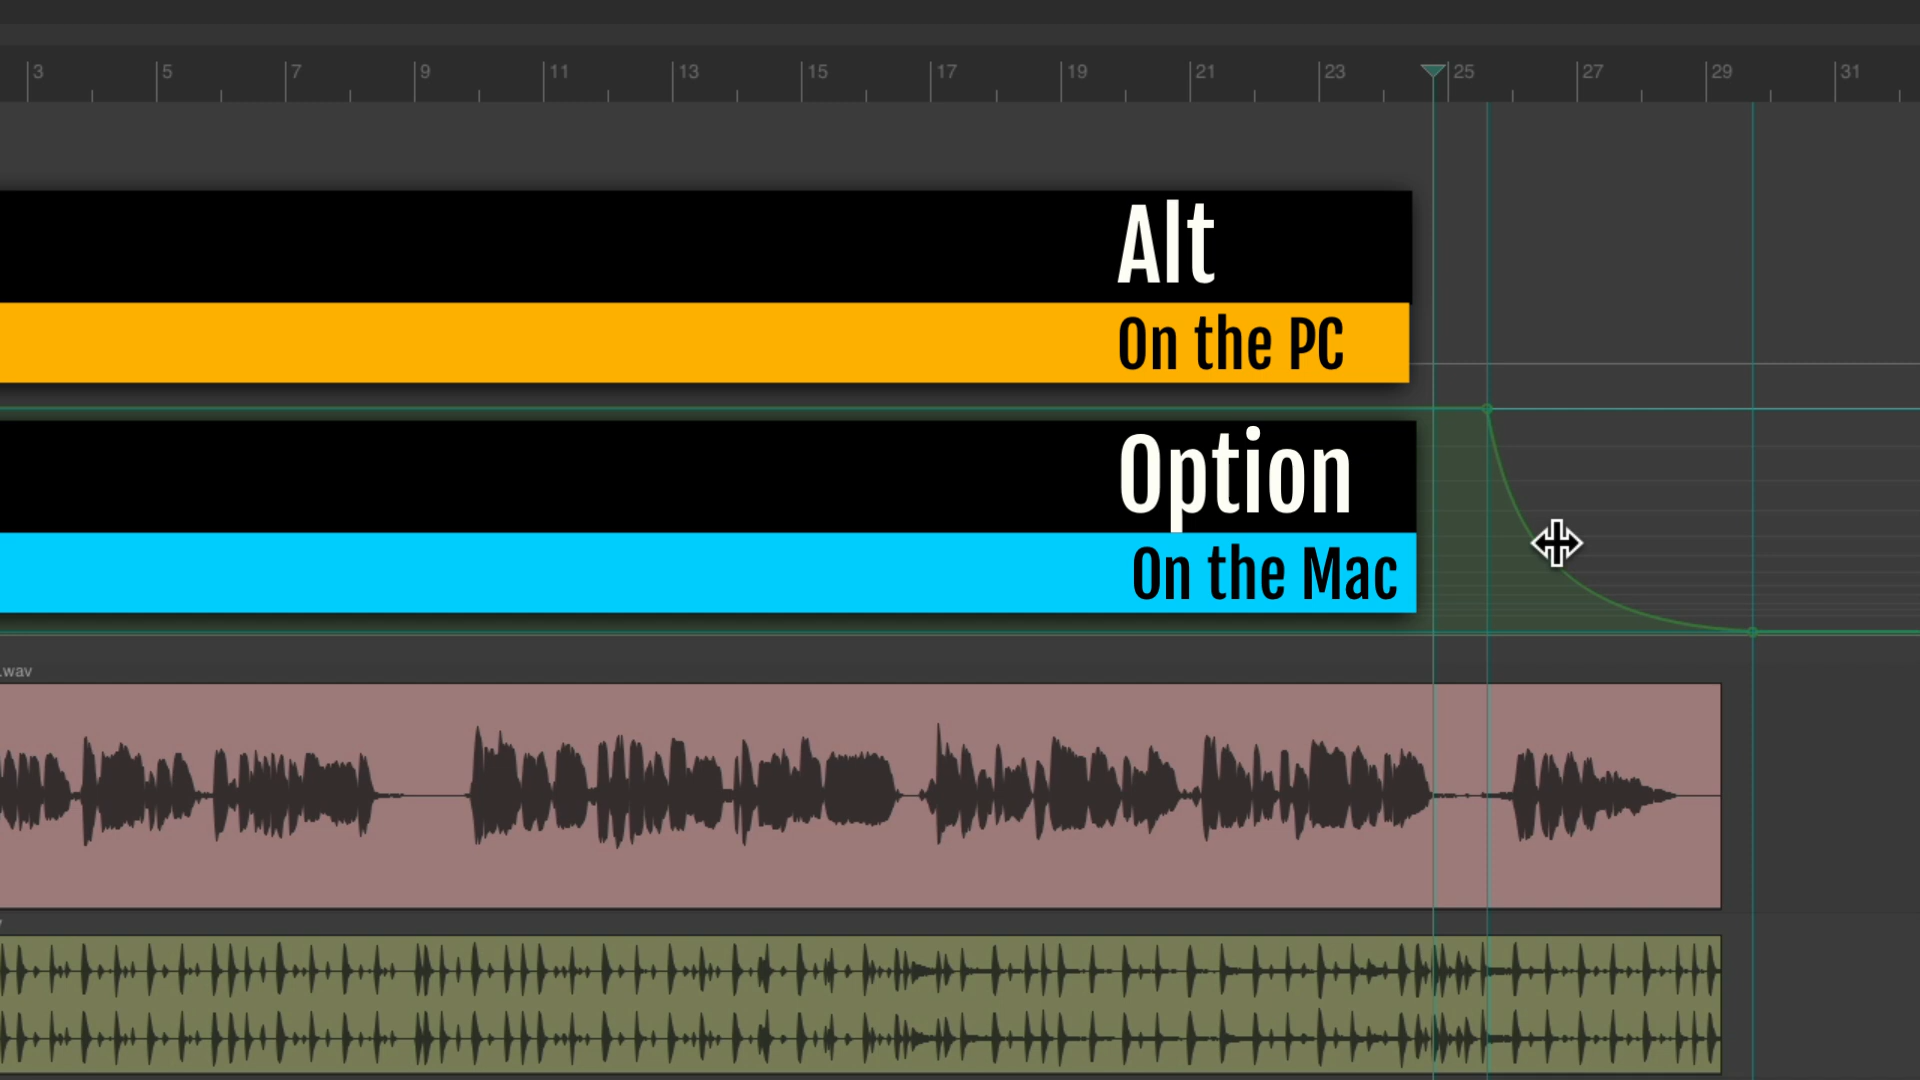 3 5 7 9 11 13 15 17 19 21 23 25 27 29 31
Alt
On the PC
Option
On the Mac
.wav